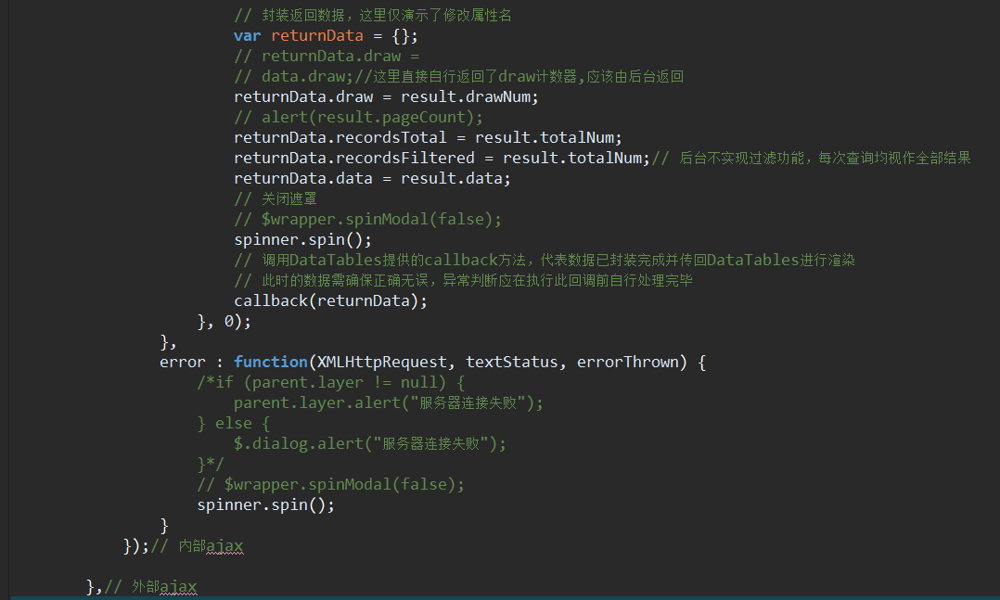 // 封装返回数据，这里仅演示了修改属性名
var returnData = {};
// returnData.draw =
// data.draw;//这里直接自行返回了draw计数器,应该由后台返回
returnData.draw = result.drawNum;
// alert(result.pageCount);
returnData.recordsTotal = result.totalNum;
returnData.recordsFiltered = result.totalNum;// 后台不实现过滤功能，每次查询均视作全部结果
returnData.data = result.data;
// 关闭遮罩
// $wrapper.spinModal(false);
spinner.spin();
// 调用DataTables提供的callback方法，代表数据已封装完成并传回DataTables进行渲染
// 此时的数据需确保正确无误，异常判断应在执行此回调前自行处理完毕
callback(returnData);
}, 0);
},
error : function(XMLHttpRequest, textStatus, errorThrown) {
/*if (parent.layer != null) {
parent.layer.alert("服务器连接失败");
} else {
$.dialog.alert("服务器连接失败");
}*/
// $wrapper.spinModal(false);
spinner.spin();
}
});// 内部ajax
},// 外部ajax